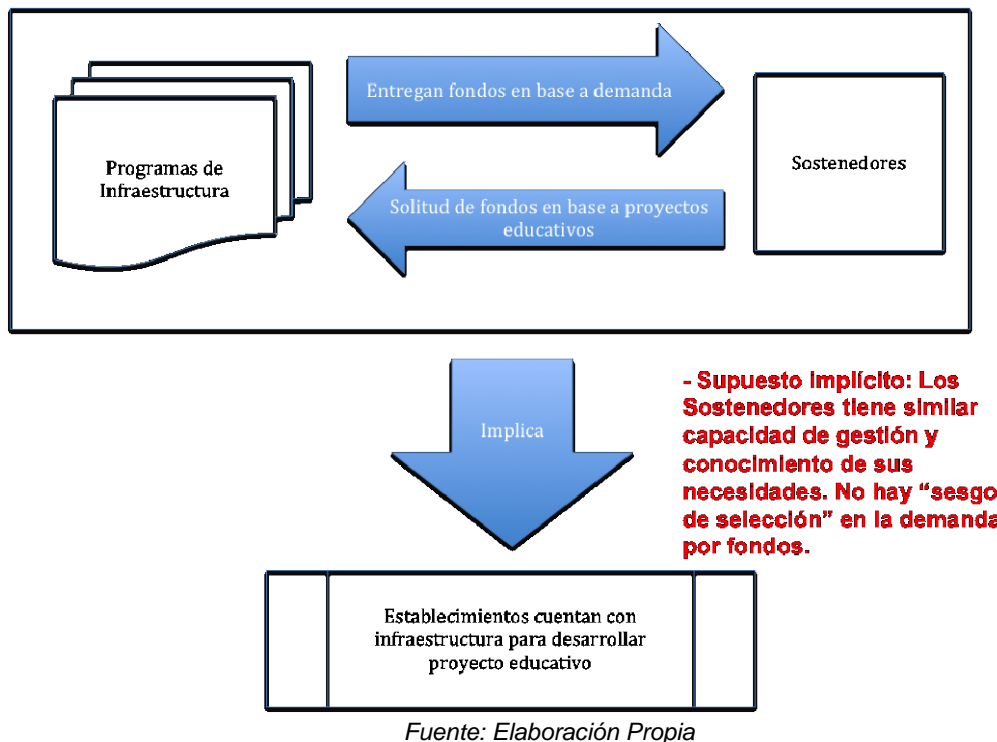 Entregan fondos en base a demanda
Programas de
Infraestructura
Sostenedores
Solitud de fondos en base a proyectos
educativos
Implica
- Supuesto Implícito: Los
Sostenedores tiene similar
capacidad de gestión y
conocimiento de sus
necesidades. No hay “sesgo
de selección” en la demanda
por fondos.
Establecimientos cuentan con
infraestructura para desarrollar
proyecto educativo
Fuente: Elaboración Propia